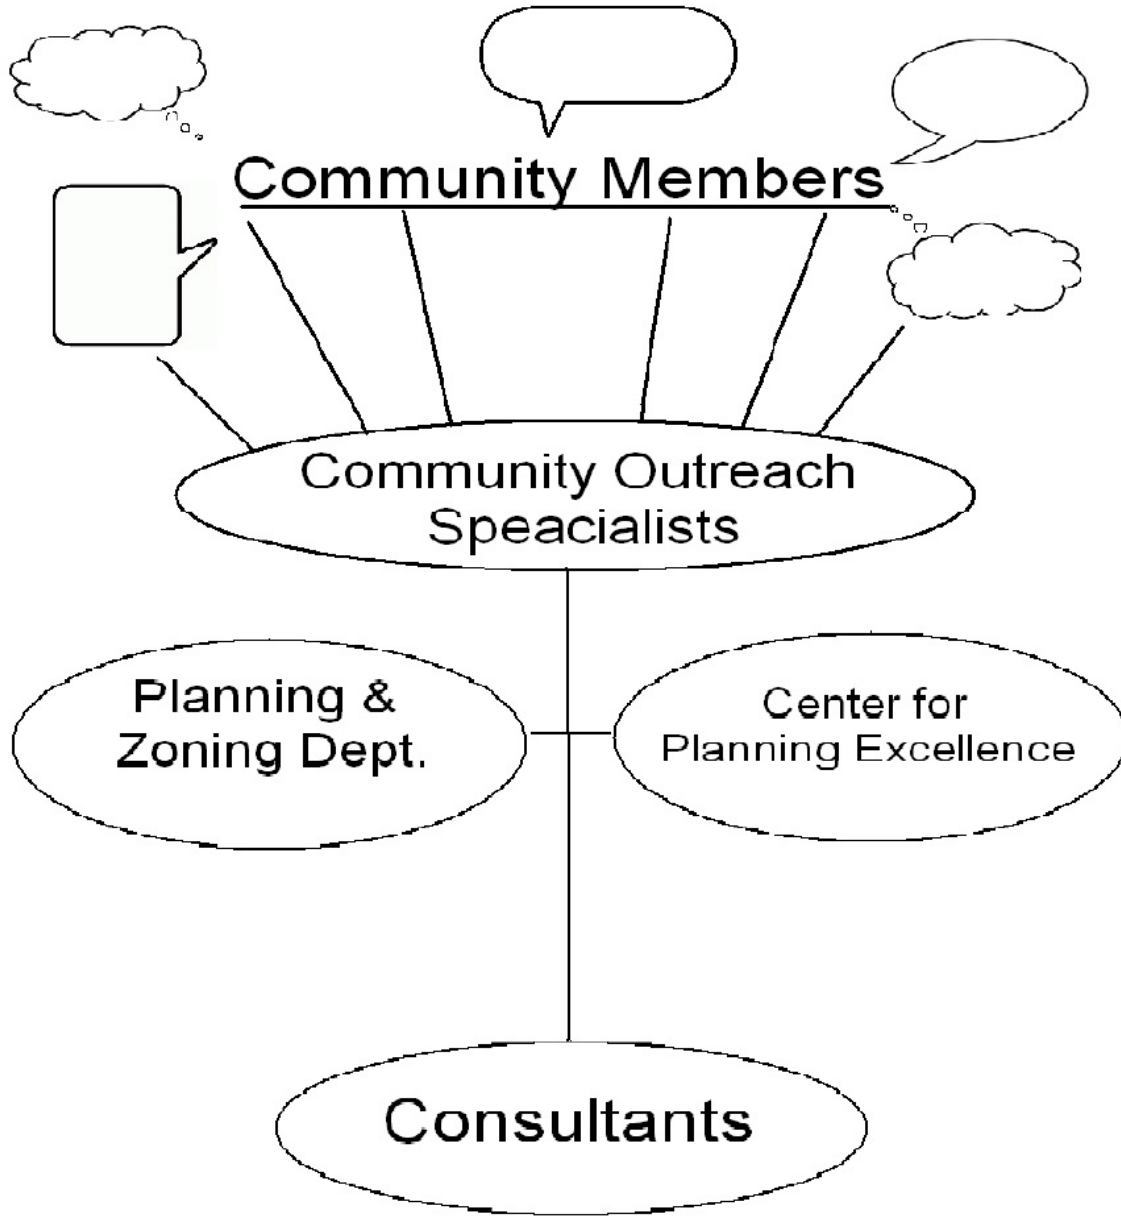 Community Members
Community Outreach
Speacialists
Planning &
Zoning Dept.
Center for
Planning Excellence
Consultants